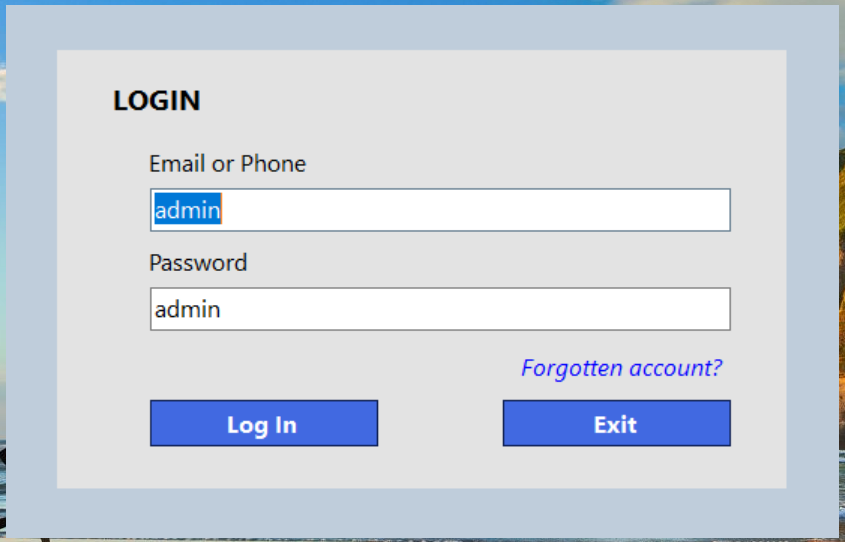 LOGIN
Email or Phone
admin
Password
admin
Forgotten account?
Log In
Exit